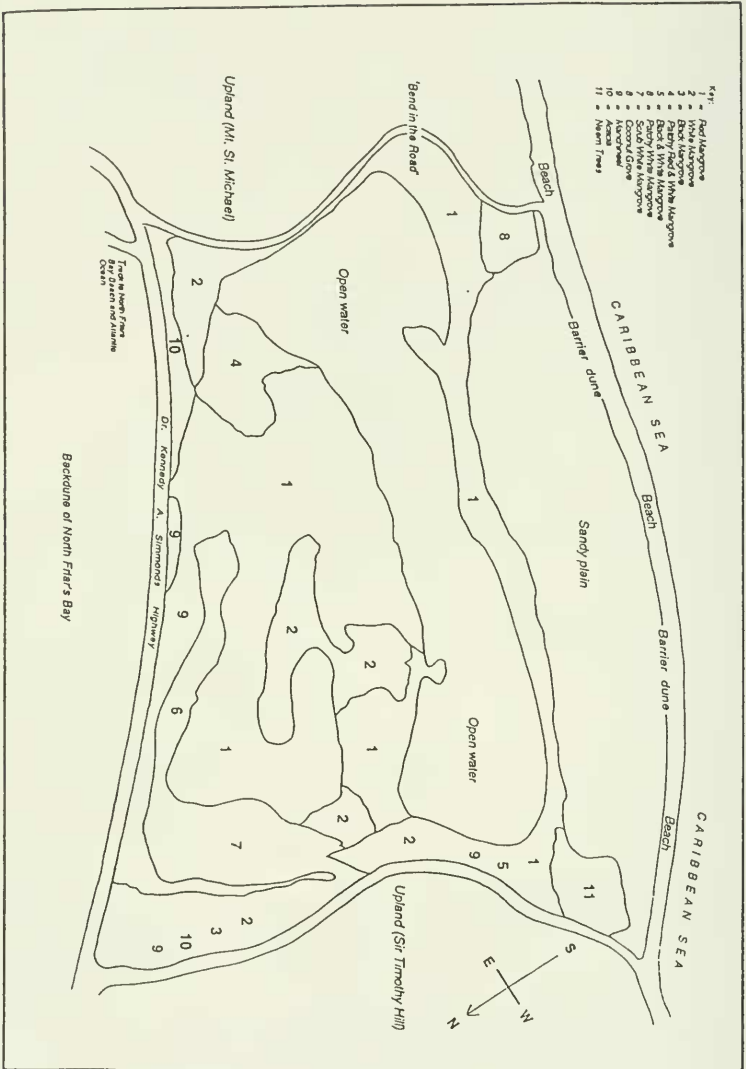 Key:
1 = Red Mangrove
2 = White Mangrove
3 = Black Mangrove
4 = Patchy Red & White Mangrove
5 = Black & White Mangrove
6 = Patchy White Mangrove
7 = Scrub White Mangrove
8 = Coconut Grove
9 = Manchineel
10 = Acacia
11 = Neem Trees
CARIBBEAN SEA
CARIBBEAN SEA
Beach
Beach
Beach
Barrier dune
Barrier dune
Sandy plain
'Bend in the Road'
Upland (Mt. St. Michael)
Open water
Open water
Upland (Sir Timothy Hill)
8
1
1
1
11
5
9
2
2
10
4
1
9
9
2
2
1
2
6
1
7
2
3
10
9
Track to North Friars
Bay Beach and Atlantic
Ocean
Dr. Kennedy A. Simmonds Highway
Backdune of North Friar's Bay
S
E
W
N